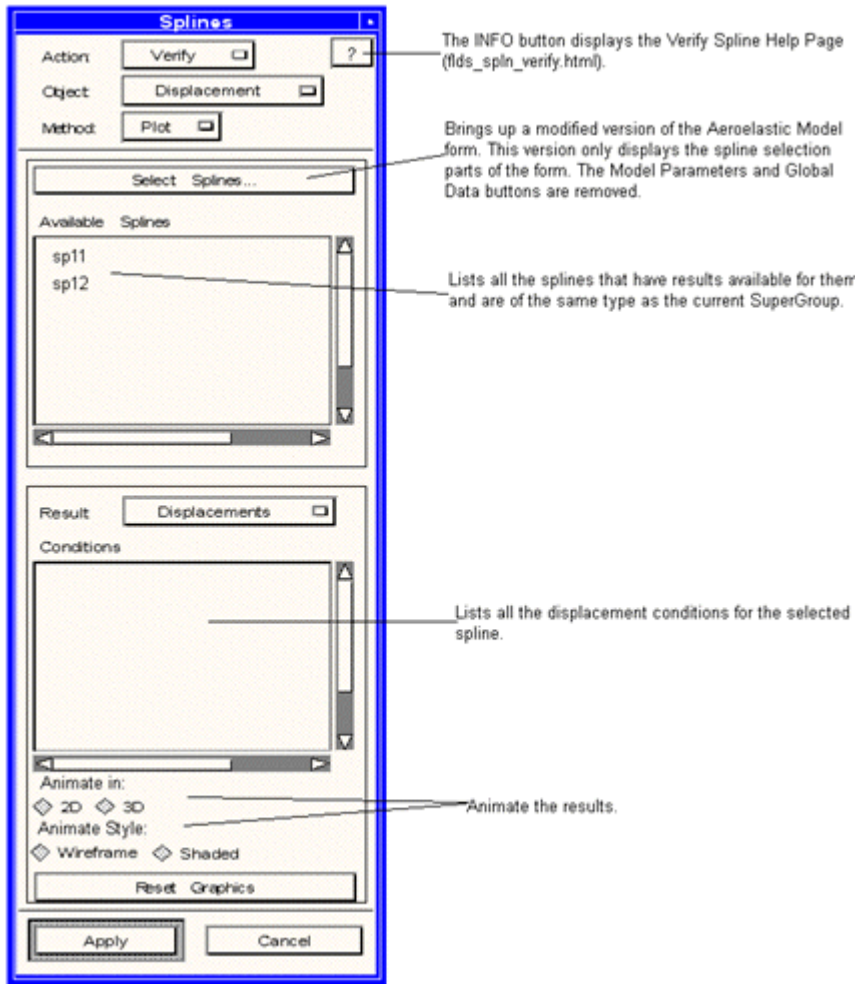 Splines
Action: Verify
?
The INFO button displays the Verify Spline Help Page
(flds_spln_verify.html).
Object: Displacement
Method: Plot
Brings up a modified version of the Aeroelastic Model
form. This version only displays the spline selection
parts of the form. The Model Parameters and Global
Data buttons are removed.
Select Splines...
Available Splines
sp11
sp12
Lists all the splines that have results available for them
and are of the same type as the current SuperGroup.
Result: Displacements
Conditions
Lists all the displacement conditions for the selected
spline.
Animate in:
2D 3D
Animate Style:
Wireframe Shaded
Animate the results.
Reset Graphics
Apply Cancel